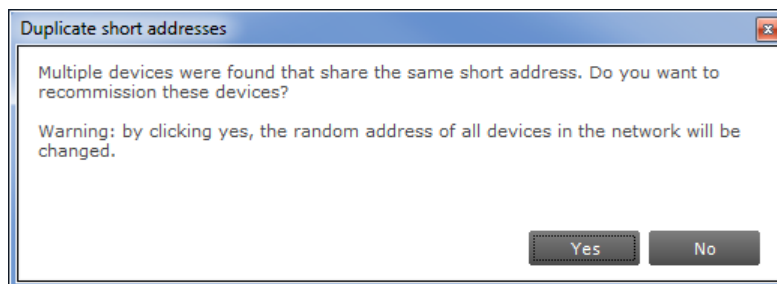 Duplicate short addresses
Multiple devices were found that share the same short address. Do you want to
recommission these devices?
Warning: by clicking yes, the random address of all devices in the network will be
changed.
Yes No